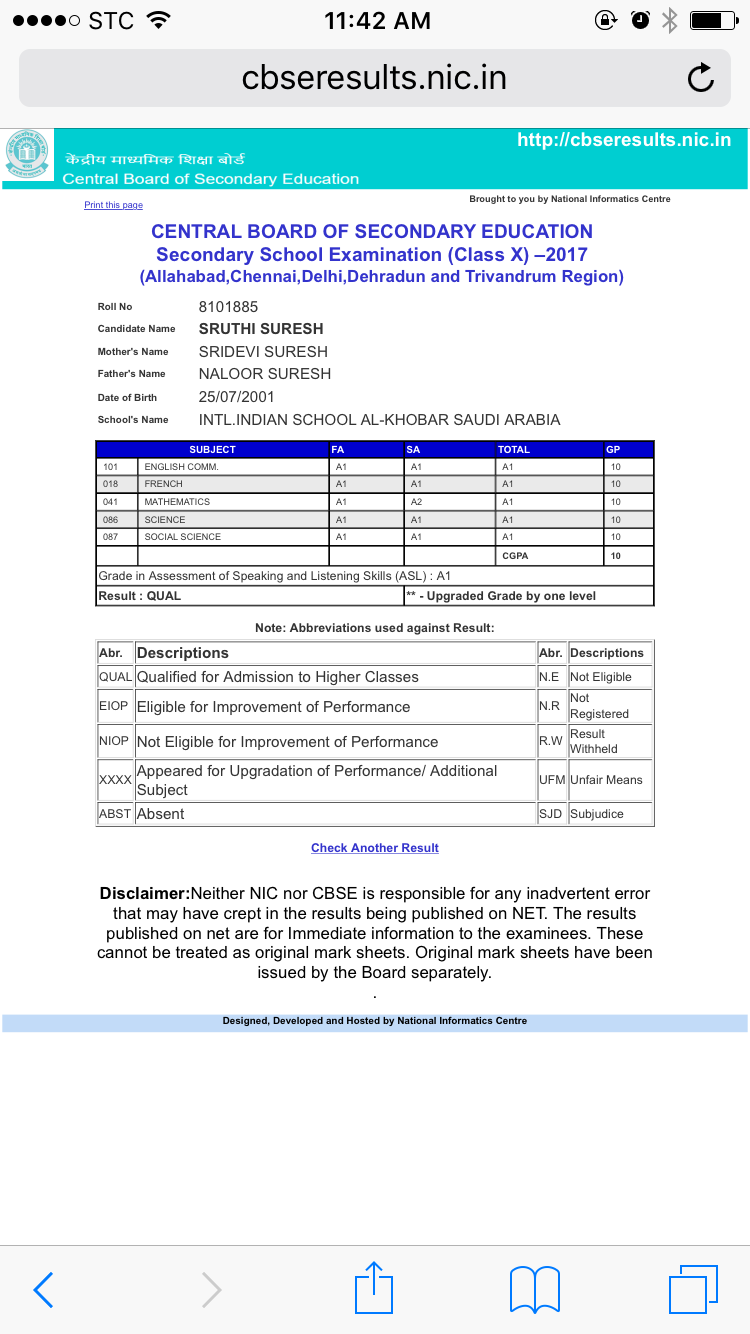 STC 11:42 AM
cbseresults.nic.in
http://cbseresults.nic.in
केंद्रीय माध्यमिक शिक्षा बोर्ड
Central Board of Secondary Education
Print this page Brought to you by National Informatics Centre
CENTRAL BOARD OF SECONDARY EDUCATION
Secondary School Examination (Class X) –2017
(Allahabad,Chennai,Delhi,Dehradun and Trivandrum Region)
Roll No 8101885
Candidate Name SRUTHI SURESH
Mother's Name SRIDEVI SURESH
Father's Name NALOOR SURESH
Date of Birth 25/07/2001
School's Name INTL.INDIAN SCHOOL AL-KHOBAR SAUDI ARABIA
SUBJECT FA SA TOTAL GP
101 ENGLISH COMM. A1 A1 A1 10
018 FRENCH A1 A1 A1 10
041 MATHEMATICS A1 A2 A1 10
086 SCIENCE A1 A1 A1 10
087 SOCIAL SCIENCE A1 A1 A1 10
CGPA 10
Grade in Assessment of Speaking and Listening Skills (ASL) : A1
Result : QUAL ** - Upgraded Grade by one level
Note: Abbreviations used against Result:
Abr. Descriptions Abr. Descriptions
QUAL Qualified for Admission to Higher Classes N.E Not Eligible
EIOP Eligible for Improvement of Performance N.R Not
Registered
NIOP Not Eligible for Improvement of Performance R.W Result
Withheld
XXXX Appeared for Upgradation of Performance/ Additional
Subject UFM Unfair Means
ABST Absent SJD Subjudice
Check Another Result
Disclaimer:Neither NIC nor CBSE is responsible for any inadvertent error
that may have crept in the results being published on NET. The results
published on net are for Immediate information to the examinees. These
cannot be treated as original mark sheets. Original mark sheets have been
issued by the Board separately.
.
Designed, Developed and Hosted by National Informatics Centre